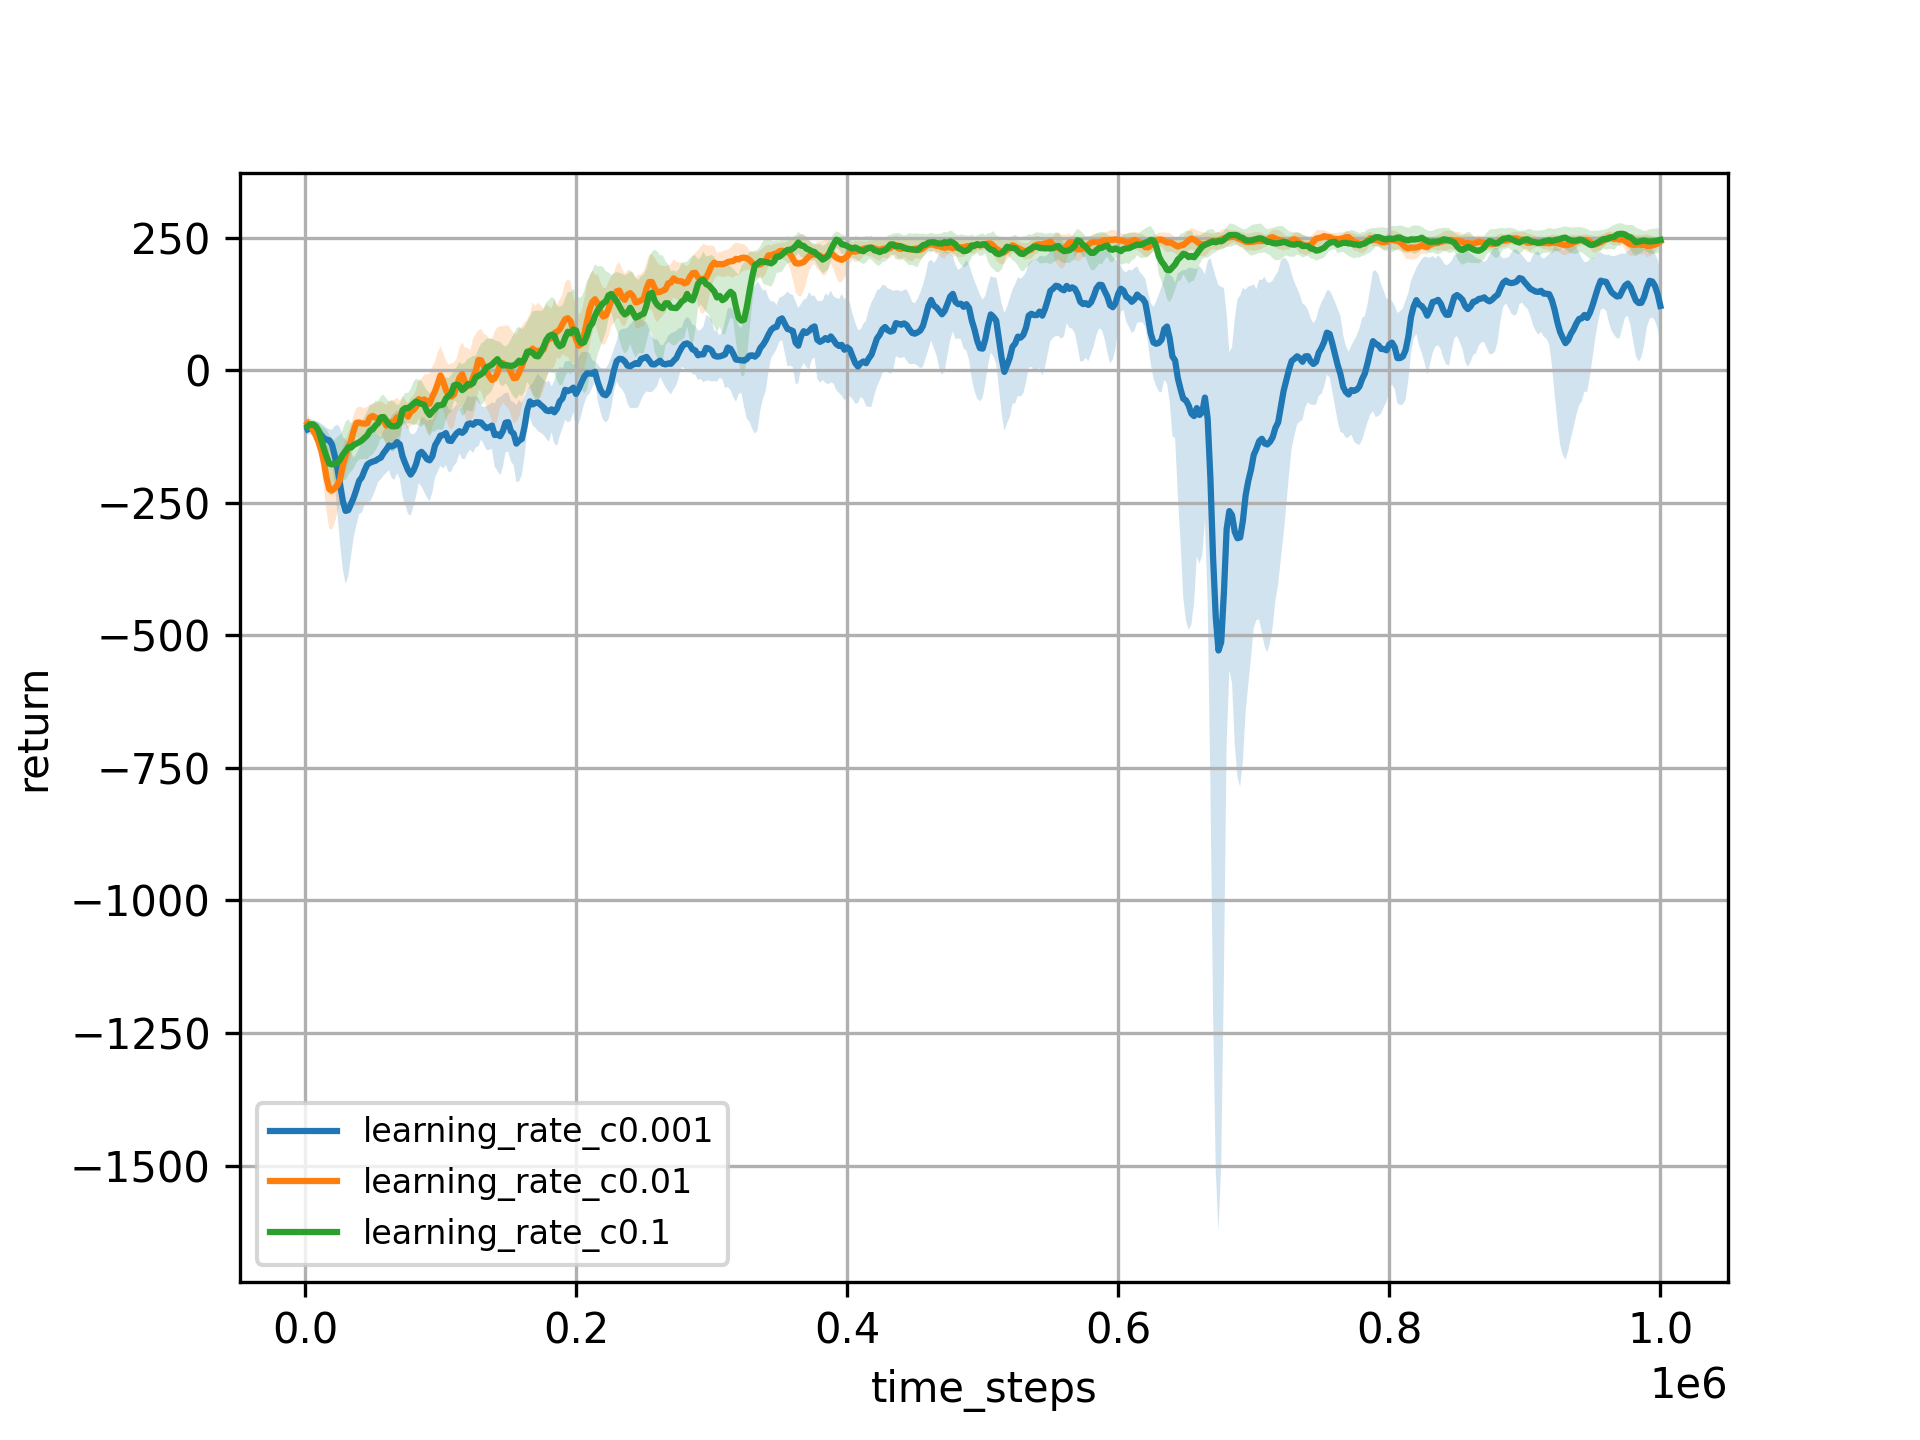 return
250
0
−250
−500
−750
−1000
−1250
−1500
learning_rate_c0.001
learning_rate_c0.01
learning_rate_c0.1
0.0 0.2 0.4 0.6 0.8 1.0
time_steps
1e6